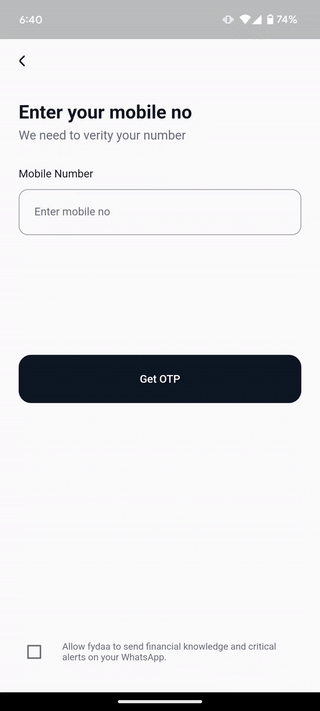 6:40
74%
Enter your mobile no
We need to verity your number
Mobile Number
Enter mobile no
Get OTP
Allow fydaa to send financial knowledge and critical
alerts on your WhatsApp.